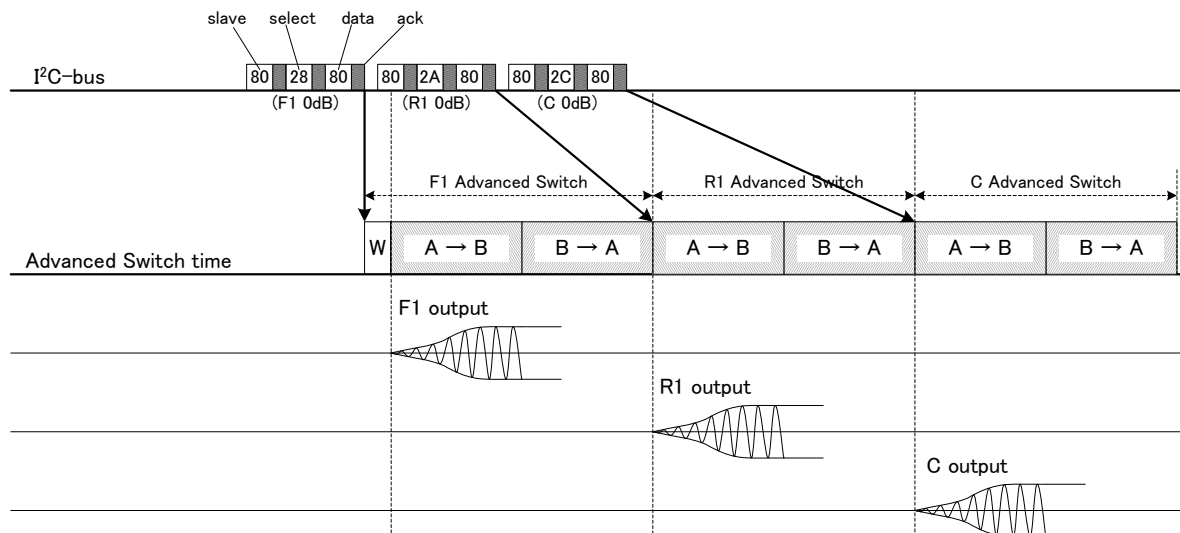 slave select data ack
I²C-bus 80 28 80 80 2A 80 80 2C 80
(F1 0dB) (R1 0dB) (C 0dB)
F1 Advanced Switch R1 Advanced Switch C Advanced Switch
Advanced Switch time W A → B B → A A → B B → A A → B B → A
F1 output
R1 output
C output